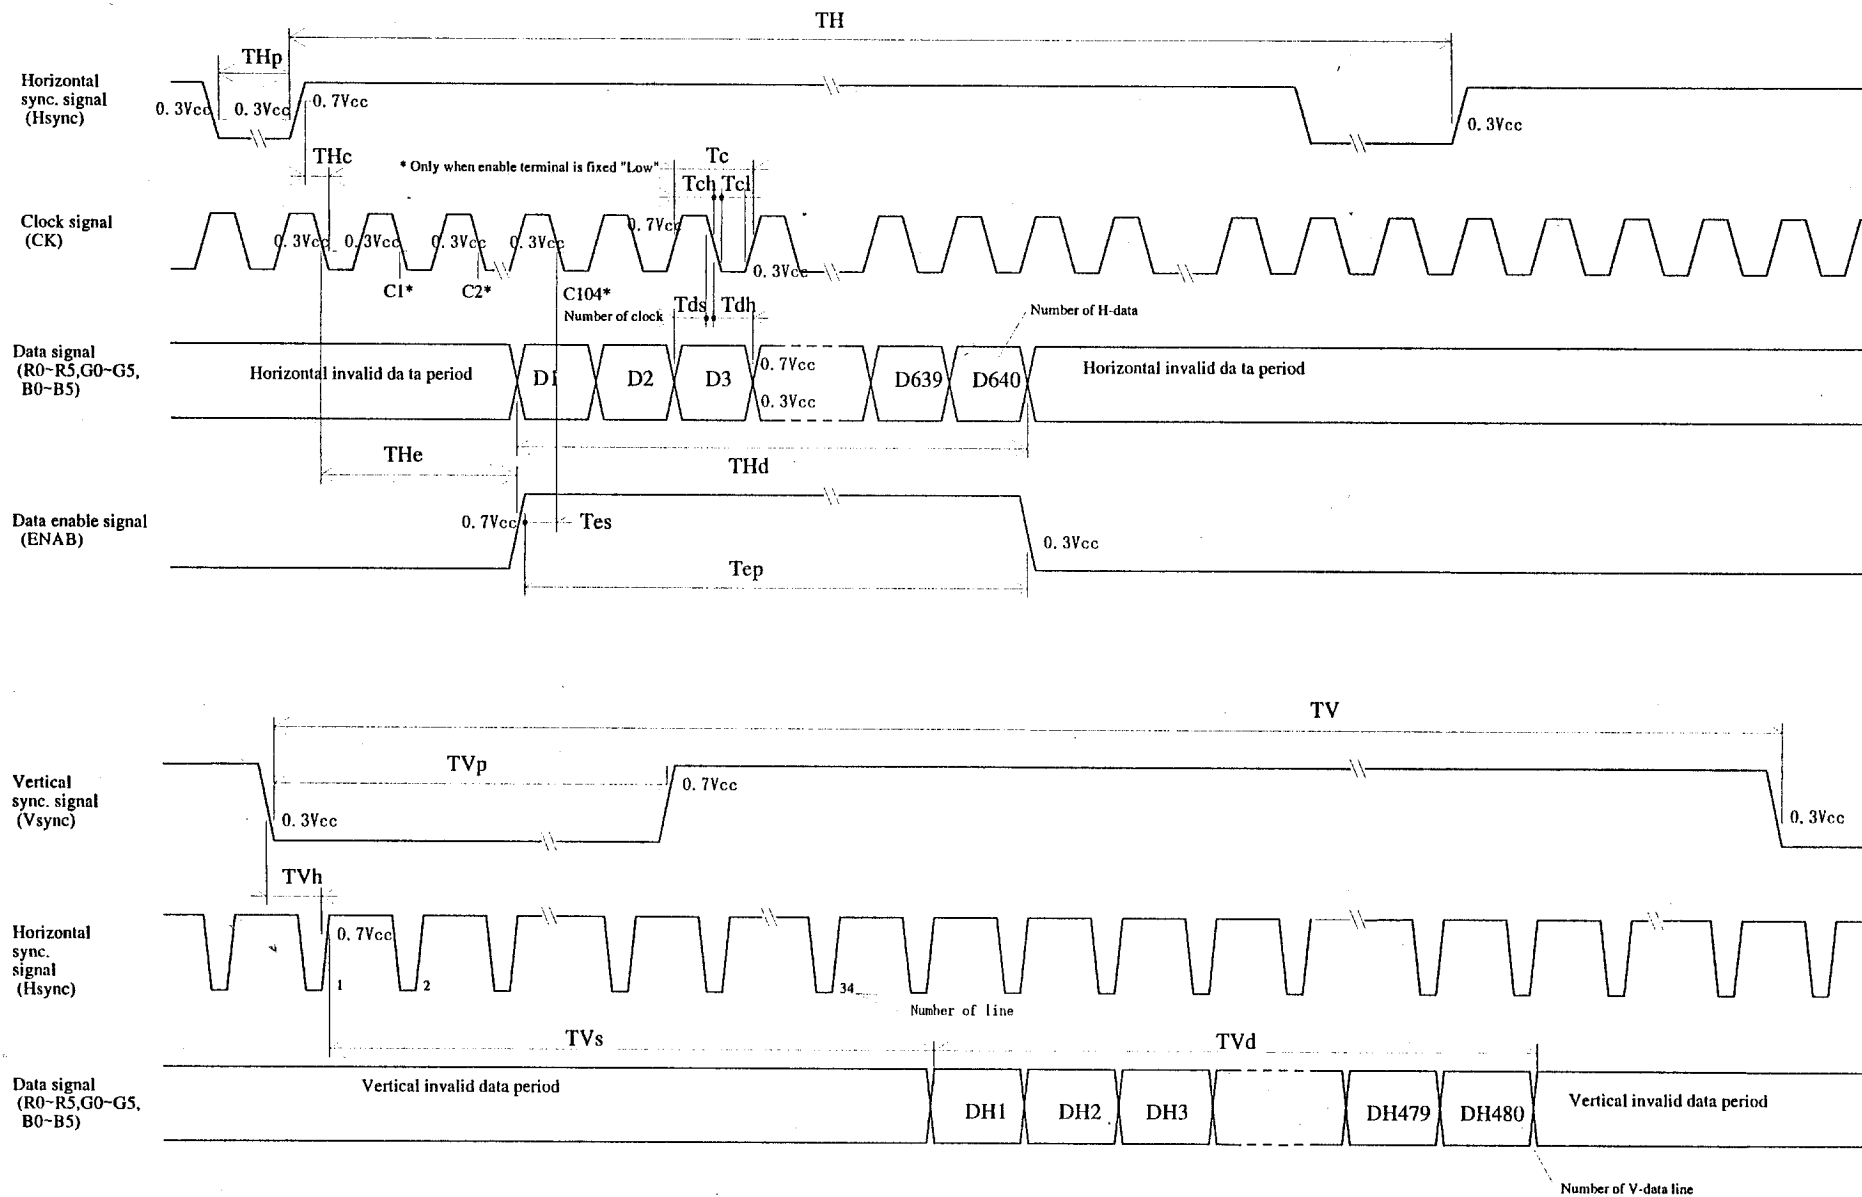 TH
THp
Horizontal
sync. signal
(Hsync)
0.3Vcc 0.3Vcc 0.7Vcc 0.3Vcc
THc
* Only when enable terminal is fixed "Low"
Tc
Tch Tcl
Clock signal
(CK)
0.3Vcc 0.3Vcc 0.3Vcc 0.3Vcc 0.7Vcc 0.3Vcc
C1* C2* C104*
Number of clock
Tds Tdh
Number of H-data
Data signal
(R0~R5,G0~G5,
B0~B5)
Horizontal invalid da ta period D1 D2 D3 0.7Vcc 0.3Vcc D639 D640 Horizontal invalid da ta period
THe THd
Data enable signal
(ENAB)
0.7Vcc Tes 0.3Vcc
Tep
TV
TVp
Vertical
sync. signal
(Vsync)
0.3Vcc 0.7Vcc 0.3Vcc
TVh
Horizontal
sync.
signal
(Hsync)
0.7Vcc
1 2 34
Number of line
TVs TVd
Data signal
(R0~R5,G0~G5,
B0~B5)
Vertical invalid data period DH1 DH2 DH3 DH479 DH480 Vertical invalid data period
Number of V-data line